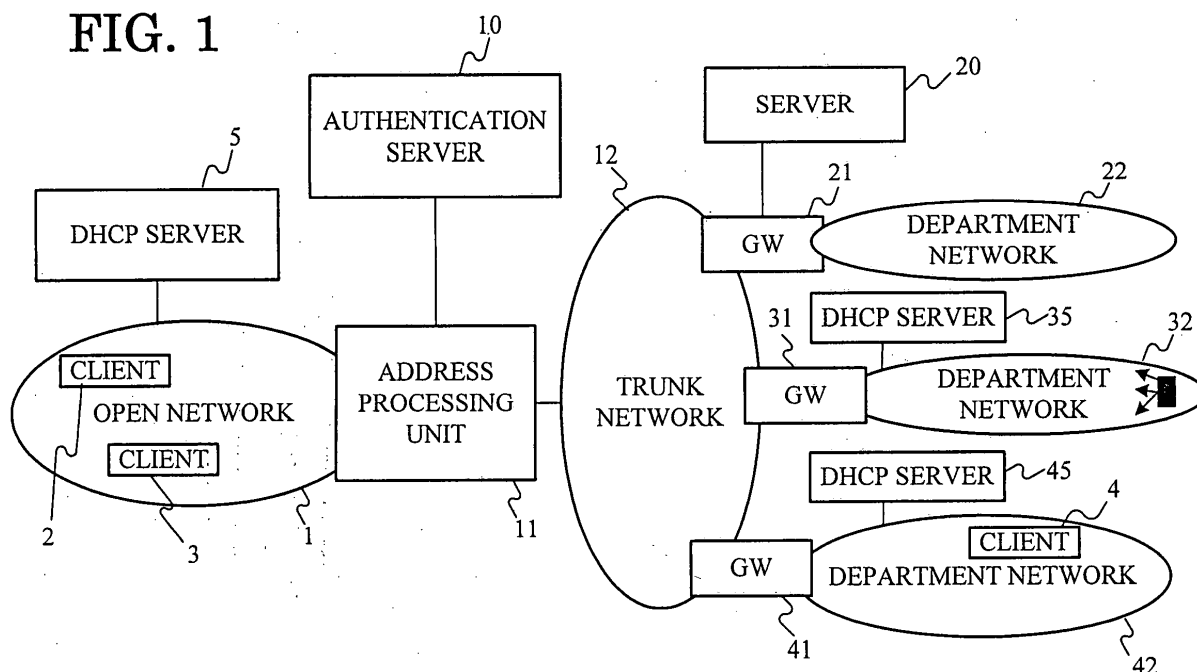 FIG. 1
10
20
AUTHENTICATION
SERVER
SERVER
5
12
21
22
DHCP SERVER
GW
DEPARTMENT
NETWORK
31
DHCP SERVER
35
32
CLIENT
OPEN NETWORK
CLIENT
ADDRESS
PROCESSING
UNIT
TRUNK
NETWORK
GW
DEPARTMENT
NETWORK
DHCP SERVER
45
4
2
3
1
11
GW
CLIENT
DEPARTMENT NETWORK
41
42